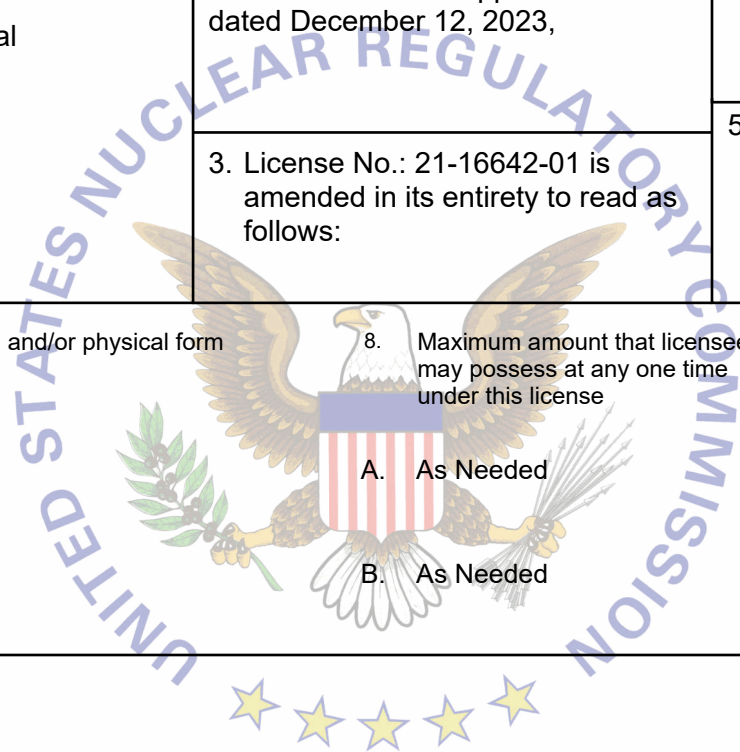 al
dated December 12, 2023,
5
3. License No.: 21-16642-01 is
amended in its entirety to read as
follows:
and/or physical form
8. Maximum amount that licensee
may possess at any one time
under this license
A. As Needed
B. As Needed
UNITED STATES NUCLEAR REGULATORY COMMISSION